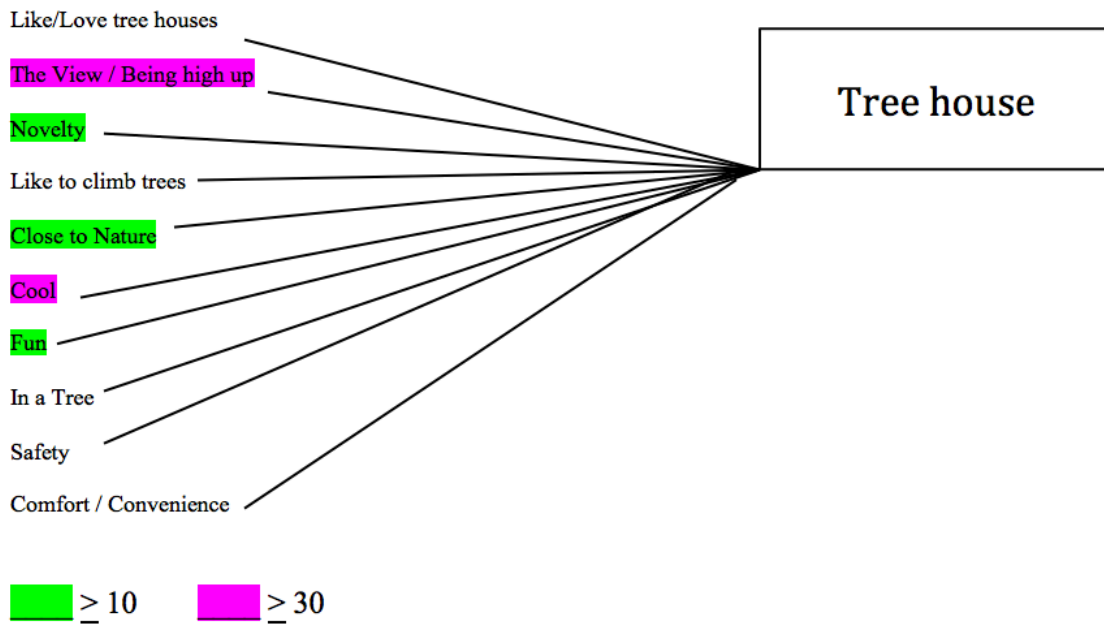 Like/Love tree houses
The View / Being high up
Tree house
Novelty
Like to climb trees
Close to Nature
Cool
Fun
In a Tree
Safety
Comfort / Convenience
≥ 10 ≥ 30